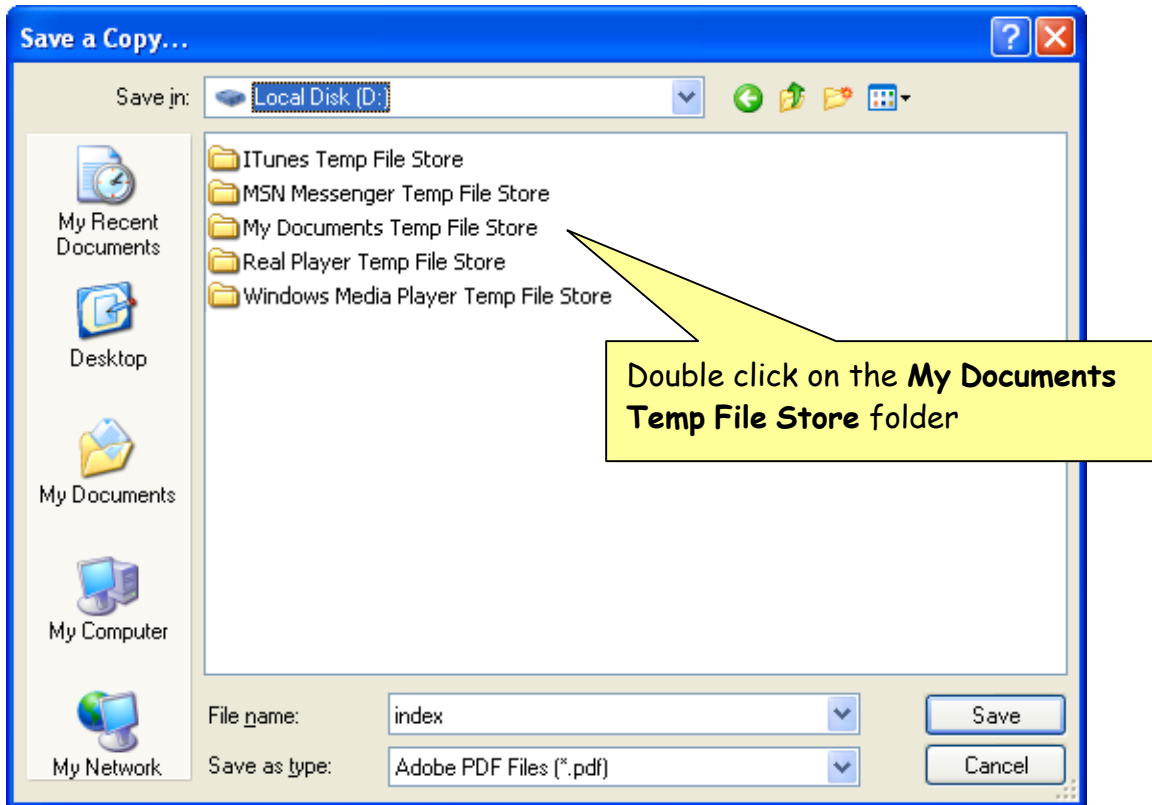 Save a Copy...
Save in:
Local Disk (D:)
My Recent
Documents
Desktop
My Documents
My Computer
My Network
ITunes Temp File Store
MSN Messenger Temp File Store
My Documents Temp File Store
Real Player Temp File Store
Windows Media Player Temp File Store
Double click on the My Documents
Temp File Store folder
File name:
index
Save
Save as type:
Adobe PDF Files (*.pdf)
Cancel